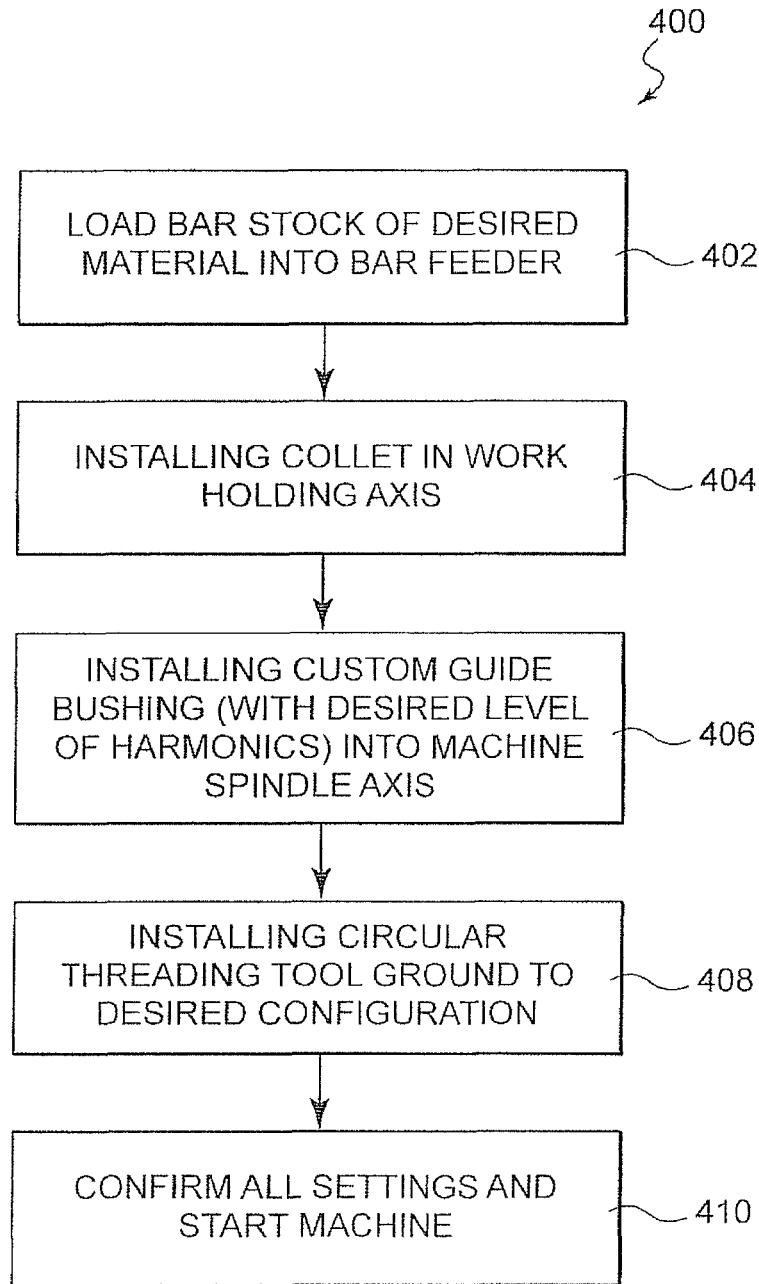 400
LOAD BAR STOCK OF DESIRED
MATERIAL INTO BAR FEEDER
402
INSTALLING COLLET IN WORK
HOLDING AXIS
404
INSTALLING CUSTOM GUIDE
BUSHING (WITH DESIRED LEVEL
OF HARMONICS) INTO MACHINE
SPINDLE AXIS
406
INSTALLING CIRCULAR
THREADING TOOL GROUND TO
DESIRED CONFIGURATION
408
CONFIRM ALL SETTINGS AND
START MACHINE
410